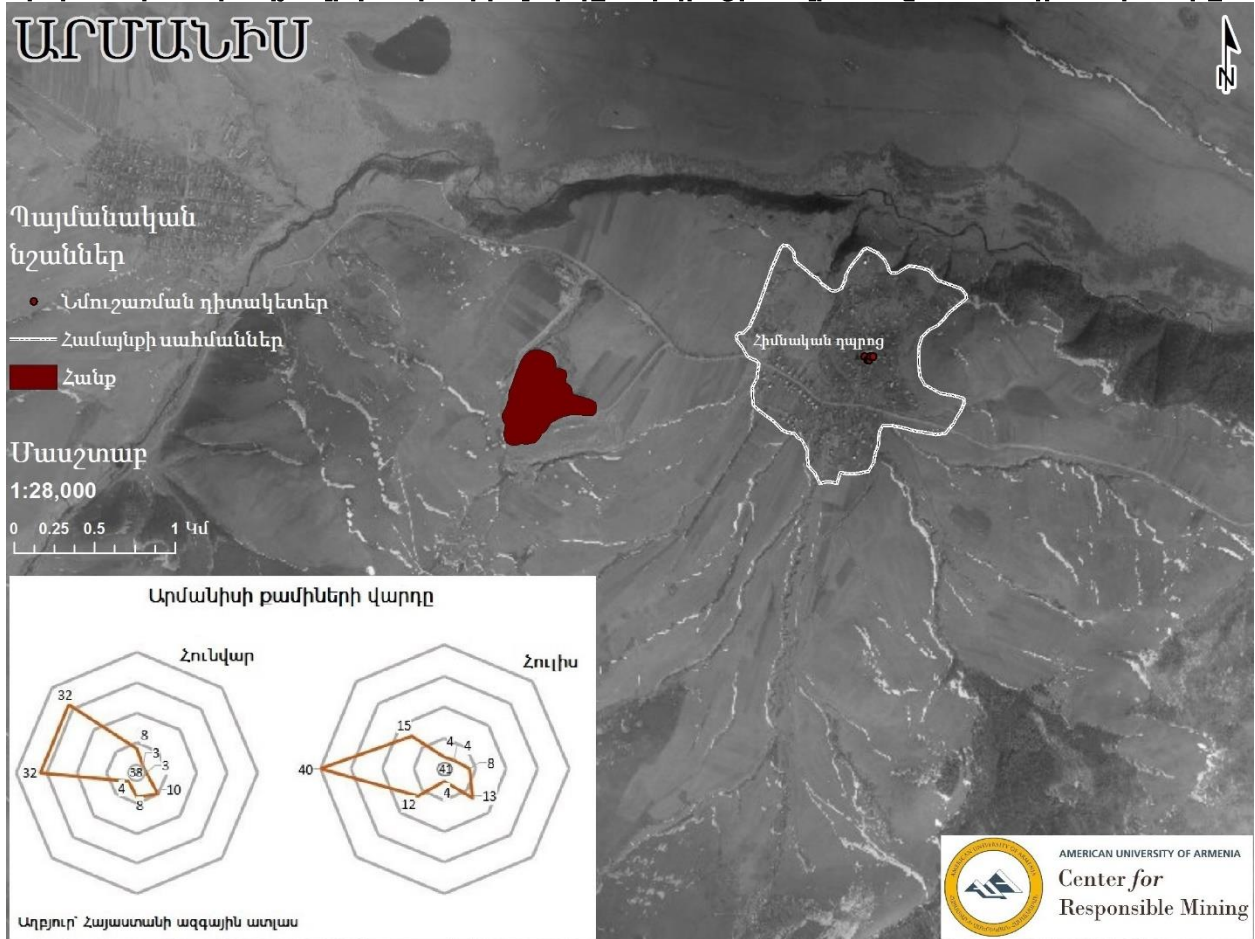 ԱՐՄԱՆԻՍ
N
Պայմանական
նշաններ
Նմուշառման դիտակետեր
Համայնքի սահմաններ
Հանք
Հիմնական դպրոց
Մասշտաբ
1:28,000
0 0.25 0.5 1 Կմ
Արմանիսի քամիների վարդը
Հունվար
32
8
3
3
38
32
4
8
10
Հուլիս
15
4
4
40
41
8
12
4
13
Աղբյուր՝ Հայաստանի ազգային ատլաս
AMERICAN UNIVERSITY OF ARMENIA
Center for
Responsible Mining